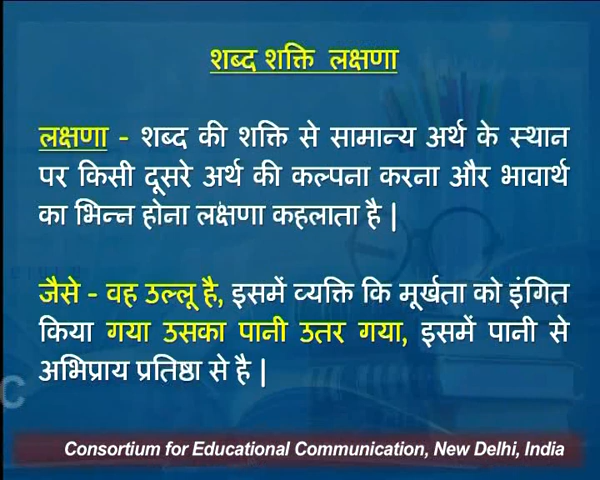 शब्द शक्ति लक्षणा
लक्षणा - शब्द की शक्ति से सामान्य अर्थ के स्थान
पर किसी दूसरे अर्थ की कल्पना करना और भावार्थ
का भिन्न होना लक्षणा कहलाता है |
जैसे - वह उल्लू है, इसमें व्यक्ति कि मूर्खता को इंगित
किया गया उसका पानी उतर गया, इसमें पानी से
अभिप्राय प्रतिष्ठा से है |
C
Consortium for Educational Communication, New Delhi, India